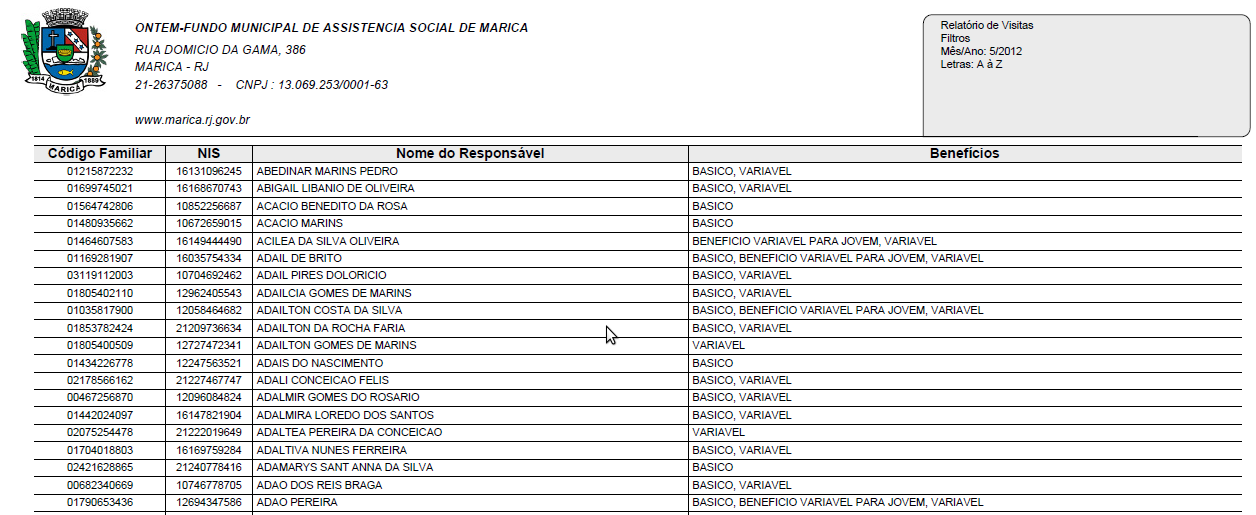 ONTEM-FUNDO MUNICIPAL DE ASSISTENCIA SOCIAL DE MARICA
RUA DOMICIO DA GAMA, 386
MARICA - RJ
21-26375088 - CNPJ : 13.069.253/0001-63
www.marica.rj.gov.br
1814 MARICÁ 1889
Relatório de Visitas
Filtros
Mês/Ano: 5/2012
Letras: A à Z
Código Familiar NIS Nome do Responsável Benefícios
01215872232 16131096245 ABEDINAR MARINS PEDRO BASICO, VARIAVEL
01699745021 16168670743 ABIGAIL LIBANIO DE OLIVEIRA BASICO, VARIAVEL
01564742806 10852256687 ACACIO BENEDITO DA ROSA BASICO
01480935662 10672659015 ACACIO MARINS BASICO
01464607583 16149444490 ACILEA DA SILVA OLIVEIRA BENEFICIO VARIAVEL PARA JOVEM, VARIAVEL
01169281907 16035754334 ADAIL DE BRITO BASICO, BENEFICIO VARIAVEL PARA JOVEM, VARIAVEL
03119112003 10704692462 ADAIL PIRES DOLORICIO BASICO, VARIAVEL
01805402110 12962405543 ADAILCIA GOMES DE MARINS BASICO, VARIAVEL
01035817900 12058464682 ADAILTON COSTA DA SILVA BASICO, BENEFICIO VARIAVEL PARA JOVEM, VARIAVEL
01853782424 21209736634 ADAILTON DA ROCHA FARIA BASICO, VARIAVEL
01805400509 12727472341 ADAILTON GOMES DE MARINS VARIAVEL
01434226778 12247563521 ADAIS DO NASCIMENTO BASICO
02178566162 21227467747 ADALI CONCEICAO FELIS BASICO, VARIAVEL
00467256870 12096084824 ADALMIR GOMES DO ROSARIO BASICO, VARIAVEL
01442024097 16147821904 ADALMIRA LOREDO DOS SANTOS BASICO, VARIAVEL
02075254478 21222019649 ADALTEA PEREIRA DA CONCEICAO VARIAVEL
01704018803 16169759284 ADALTIVA NUNES FERREIRA BASICO, VARIAVEL
02421628865 21240778416 ADAMARYS SANT ANNA DA SILVA BASICO
00682340669 10746778705 ADAO DOS REIS BRAGA BASICO, VARIAVEL
01790653436 12694347586 ADAO PEREIRA BASICO, BENEFICIO VARIAVEL PARA JOVEM, VARIAVEL